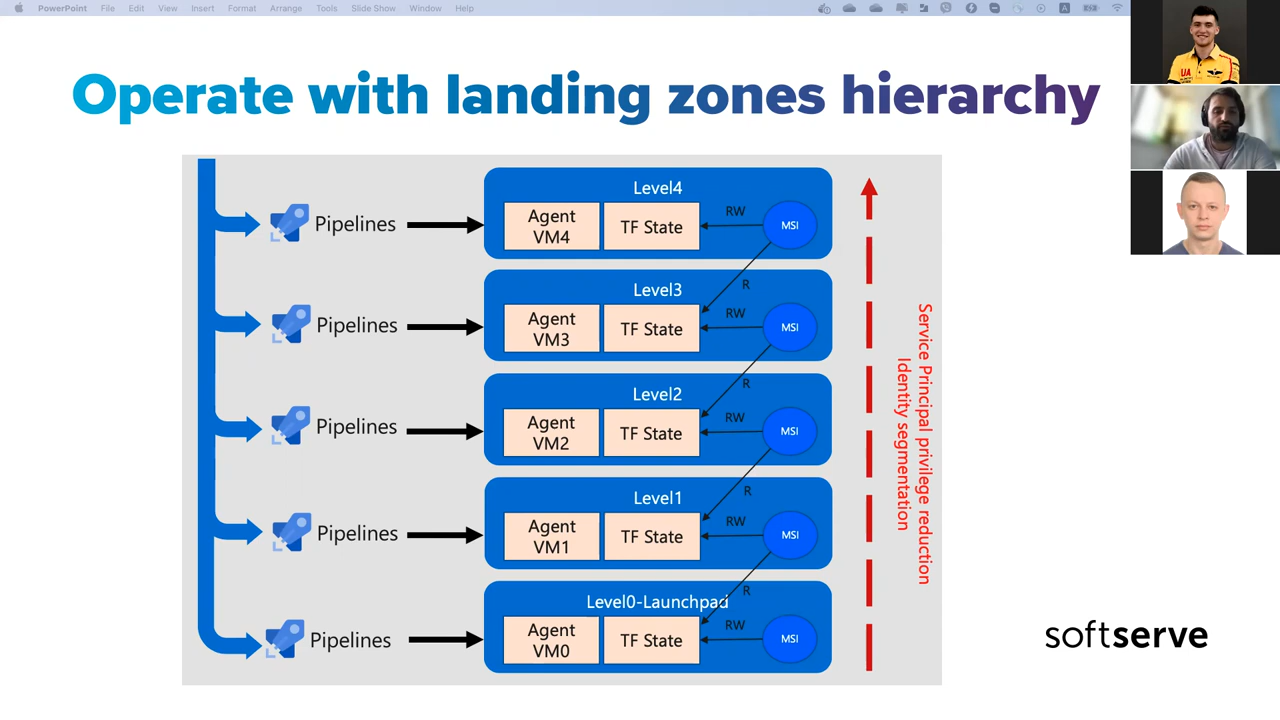 PowerPoint File Edit View Insert Format Arrange Tools Slide Show Window Help
Operate with landing zones hierarchy
Level4
Pipelines
Agent
VM4
TF State
RW
MSI
R
Level3
Pipelines
Agent
VM3
TF State
RW
MSI
R
Level2
Pipelines
Agent
VM2
TF State
RW
MSI
R
Level1
Pipelines
Agent
VM1
TF State
RW
MSI
R
Level0-Launchpad
Pipelines
Agent
VM0
TF State
RW
MSI
Service Principal privilege reduction
Identity segmentation
softserve
UA
A